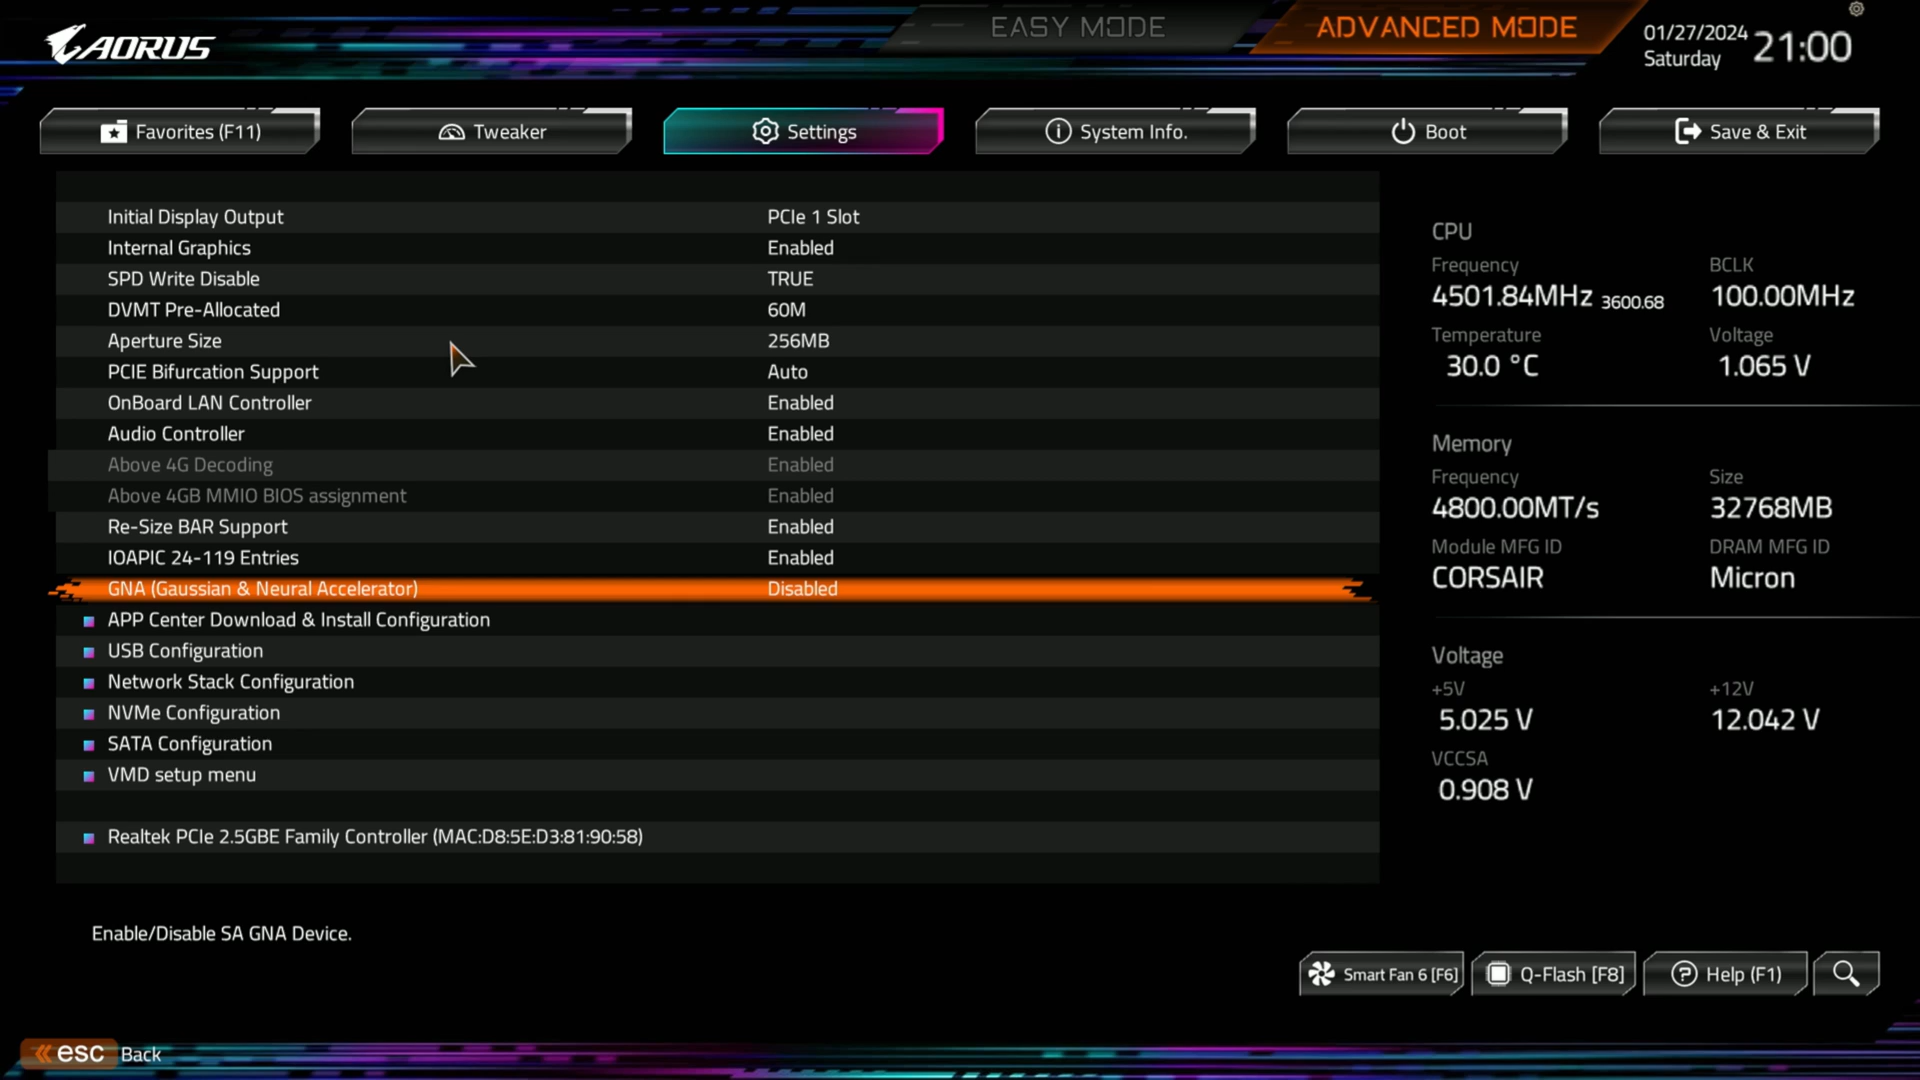 AORUS
EASY MODE
ADVANCED MODE
01/27/2024
Saturday
21:00
Favorites (F11)
Tweaker
Settings
System Info.
Boot
Save & Exit
Initial Display Output PCIe 1 Slot
Internal Graphics Enabled
SPD Write Disable TRUE
DVMT Pre-Allocated 60M
Aperture Size 256MB
PCIE Bifurcation Support Auto
OnBoard LAN Controller Enabled
Audio Controller Enabled
Above 4G Decoding Enabled
Above 4GB MMIO BIOS assignment Enabled
Re-Size BAR Support Enabled
IOAPIC 24-119 Entries Enabled
GNA (Gaussian & Neural Accelerator) Disabled
APP Center Download & Install Configuration
USB Configuration
Network Stack Configuration
NVMe Configuration
SATA Configuration
VMD setup menu
Realtek PCIe 2.5GBE Family Controller (MAC:D8:5E:D3:81:90:58)
CPU
Frequency BCLK
4501.84MHz 3600.68 100.00MHz
Temperature Voltage
30.0 °C 1.065 V
Memory
Frequency Size
4800.00MT/s 32768MB
Module MFG ID DRAM MFG ID
CORSAIR Micron
Voltage
+5V +12V
5.025 V 12.042 V
VCCSA
0.908 V
Enable/Disable SA GNA Device.
Smart Fan 6 [F6]
Q-Flash [F8]
Help (F1)
esc Back